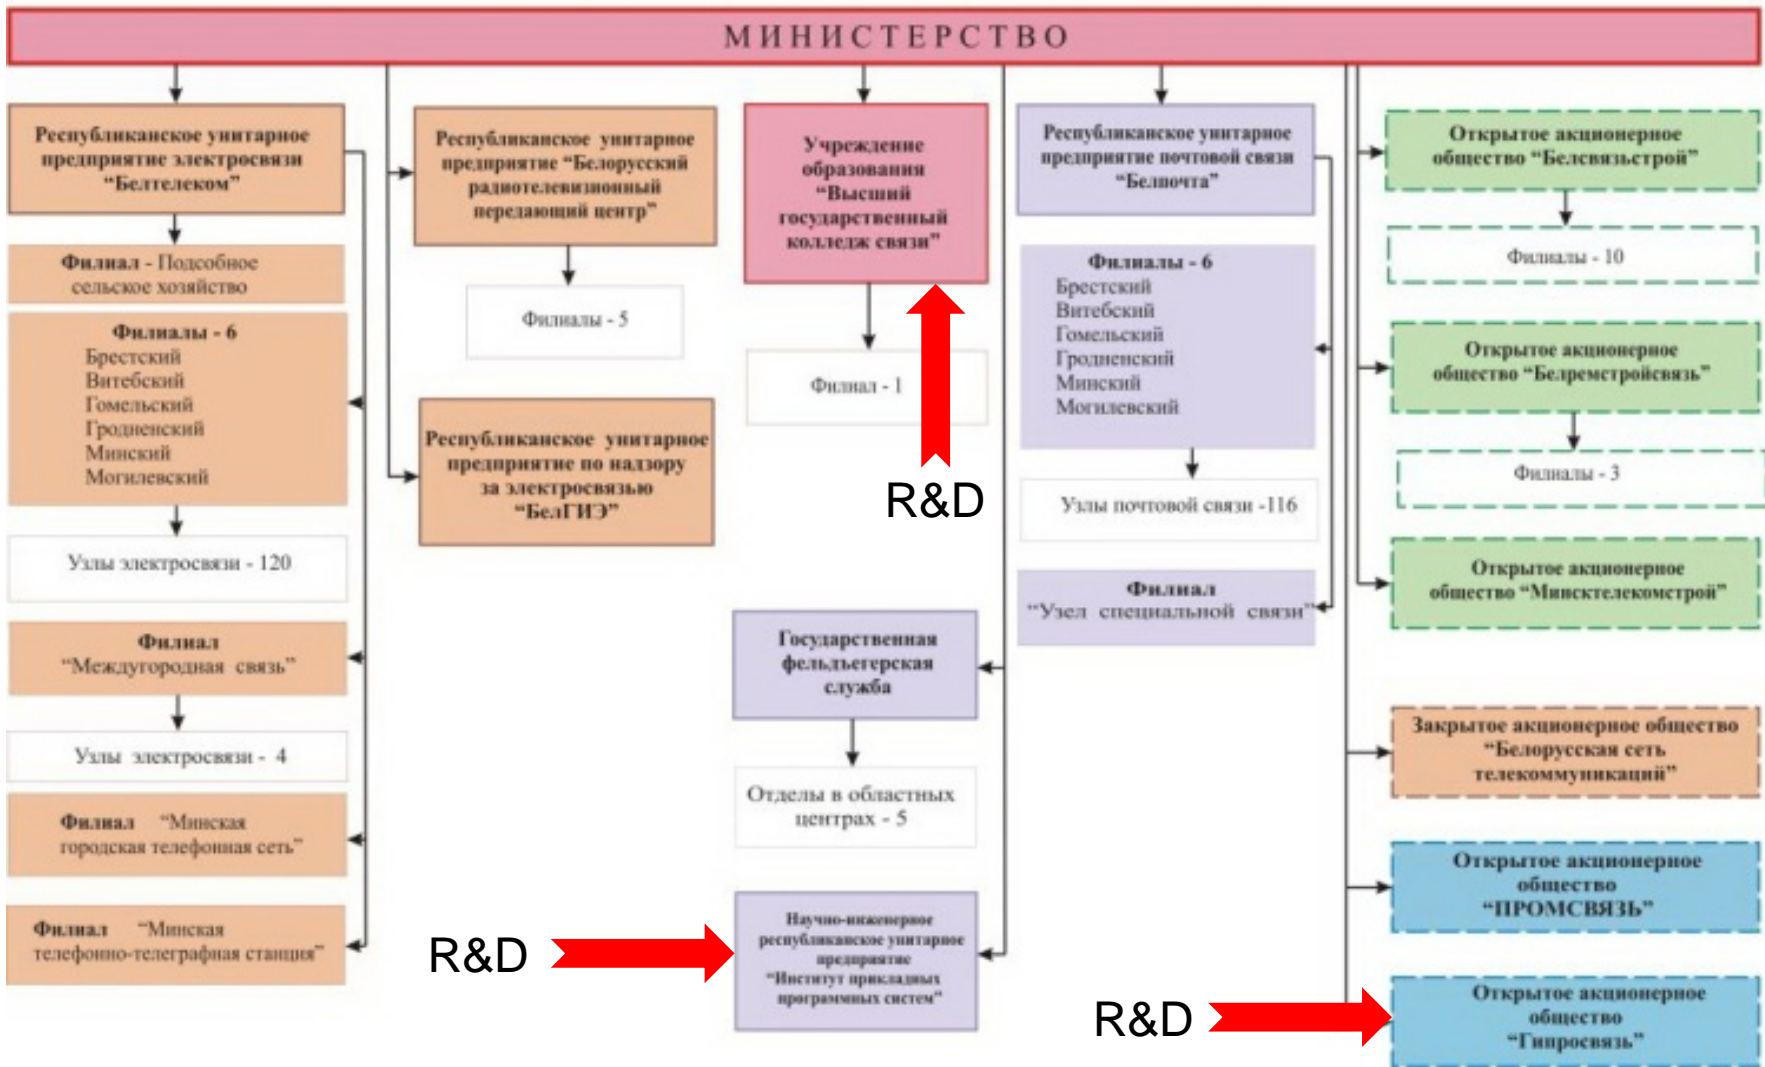 МИНИСТЕРСТВО
Республиканское унитарное
предприятие электросвязи
“Белтелеком”
Филиал - Подсобное
сельское хозяйство
Филиалы - 6
Брестский
Витебский
Гомельский
Гродненский
Минский
Могилевский
Узлы электросвязи - 120
Филиал
“Междугородная связь”
Узлы электросвязи - 4
Филиал “Минская
городская телефонная сеть”
Филиал “Минская
телефонно-телеграфная станция”
Республиканское унитарное
предприятие “Белорусский
радиотелевизионный
передающий центр”
Филиалы - 5
Республиканское унитарное
предприятие по надзору
за электросвязью
“БелГИЭ”
Учреждение
образования
“Высший
государственный
колледж связи”
Филиал - 1
R&D
Государственная
фельдъегерская
служба
Отделы в областных
центрах - 5
Научно-инженерное
республиканское унитарное
предприятие
“Институт прикладных
программных систем”
R&D
Республиканское унитарное
предприятие почтовой связи
“Белпочта”
Филиалы - 6
Брестский
Витебский
Гомельский
Гродненский
Минский
Могилевский
Узлы почтовой связи -116
Филиал
“Узел специальной связи”
Открытое акционерное
общество “Белсвязьстрой”
Филиалы - 10
Открытое акционерное
общество “Белремстройсвязь”
Филиалы - 3
Открытое акционерное
общество “Минсктелекомстрой”
Закрытое акционерное общество
“Белорусская сеть
телекоммуникаций”
Открытое акционерное
общество
“ПРОМСВЯЗЬ”
R&D
Открытое акционерное
общество
“Гипросвязь”